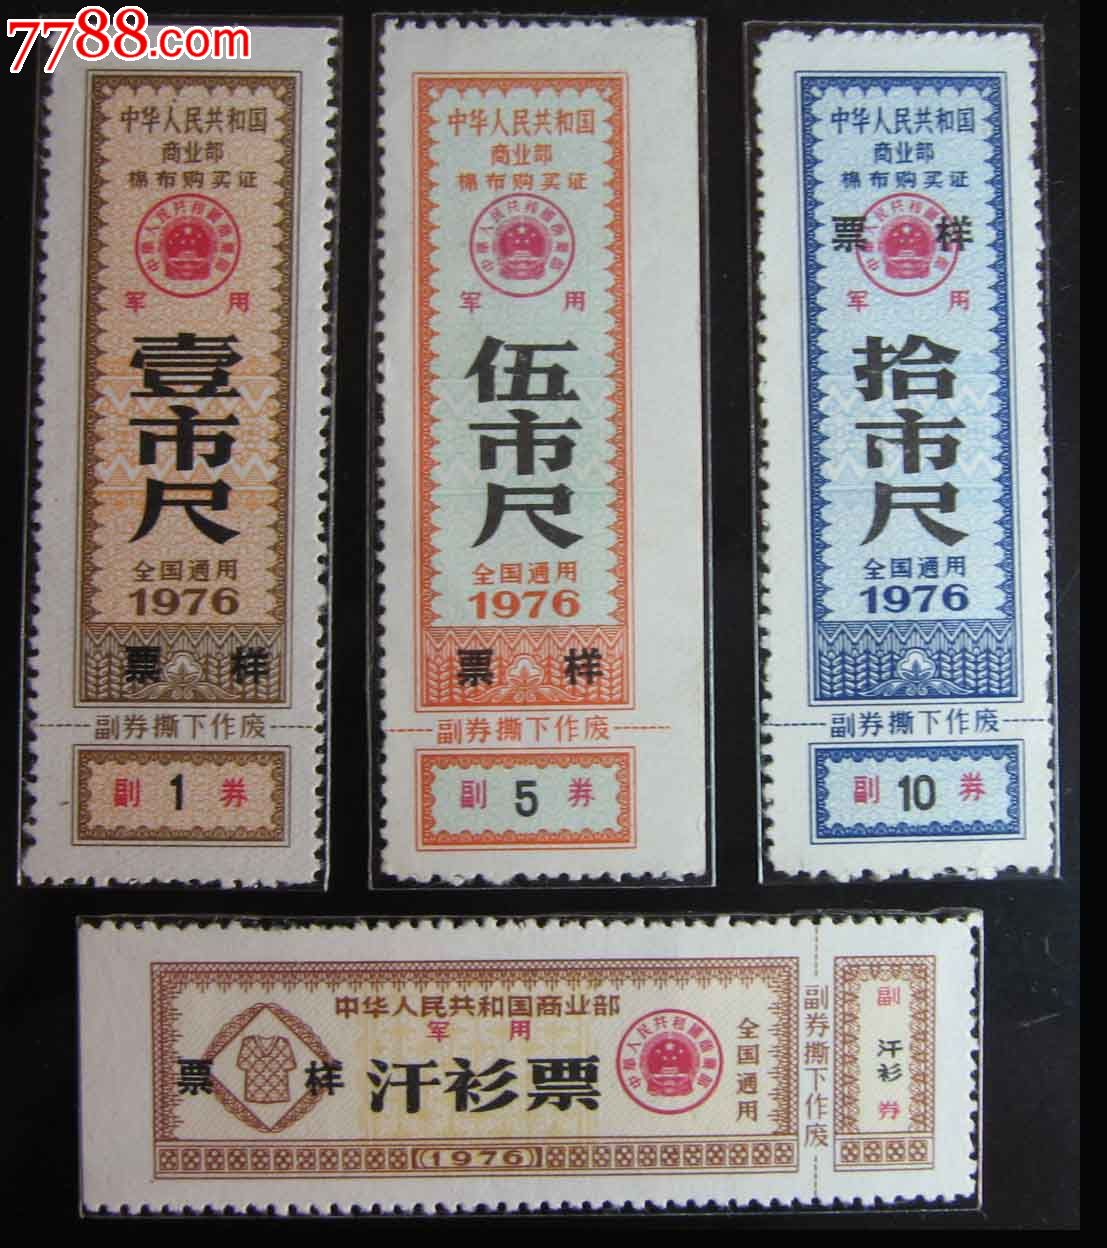 7788.com
中华人民共和国
商业部
棉布购买证
军 用
壹市尺
全国通用
1976
票 样
副券撕下作废
副 1 券
中华人民共和国
商业部
棉布购买证
军 用
伍市尺
全国通用
1976
票 样
副券撕下作废
副 5 券
中华人民共和国
商业部
棉布购买证
票 样
军 用
拾市尺
全国通用
1976
副券撕下作废
副 10 券
中华人民共和国商业部
军 用
票 样
汗衫票
全国通用
1976
副券撕下作废
副 汗衫 券